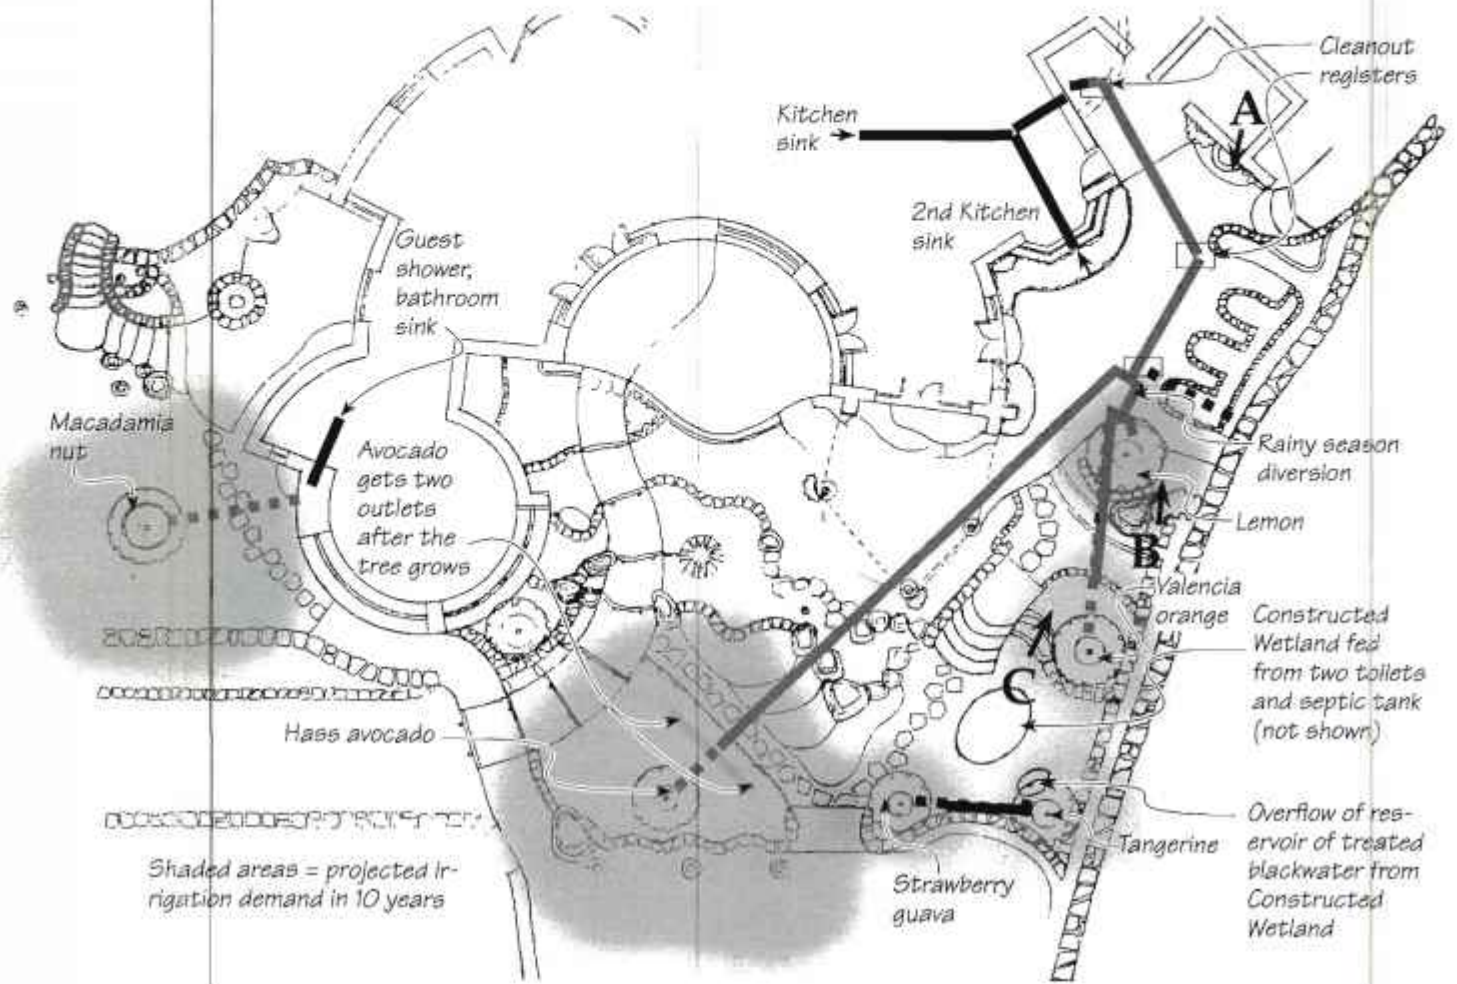 Cleanout
registers
A
Kitchen
sink
2nd Kitchen
sink
Guest
shower,
bathroom
sink
Macadamia
nut
Avocado
gets two
outlets
after the
tree grows
Rainy season
diversion
Lemon
B
Valencia
orange
Constructed
Wetland fed
from two toilets
and septic tank
(not shown)
C
Hass avocado
Overflow of res-
ervoir of treated
blackwater from
Constructed
Wetland
Tangerine
Shaded areas = projected ir-
rigation demand in 10 years
Strawberry
guava